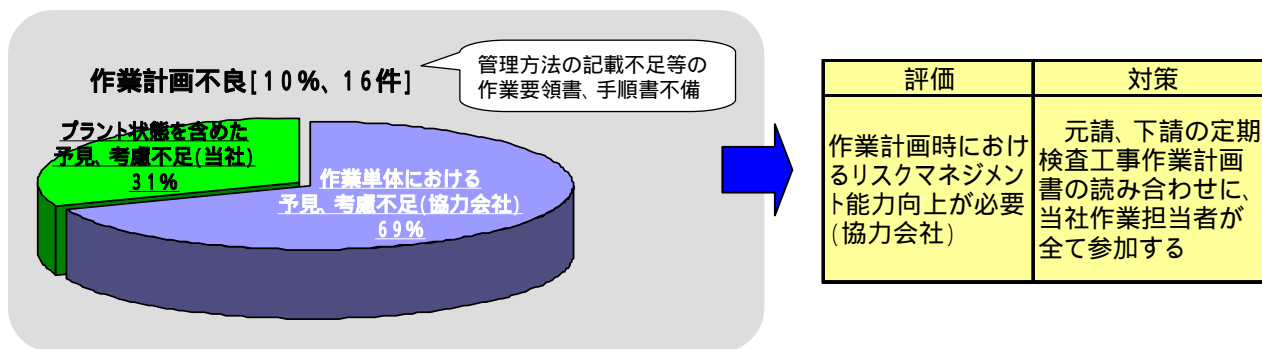 作業計画不良[10%、16件]
管理方法の記載不足等の
作業要領書、手順書不備
プラント状態を含めた
予見、考慮不足(当社)
31%
作業単体における
予見、考慮不足(協力会社)
69%
評価
対策
作業計画時におけ
るリスクマネジメン
ト能力向上が必要
(協力会社)
元請、下請の定期
検査工事作業計画
書の読み合わせに、
当社作業担当者が
全て参加する